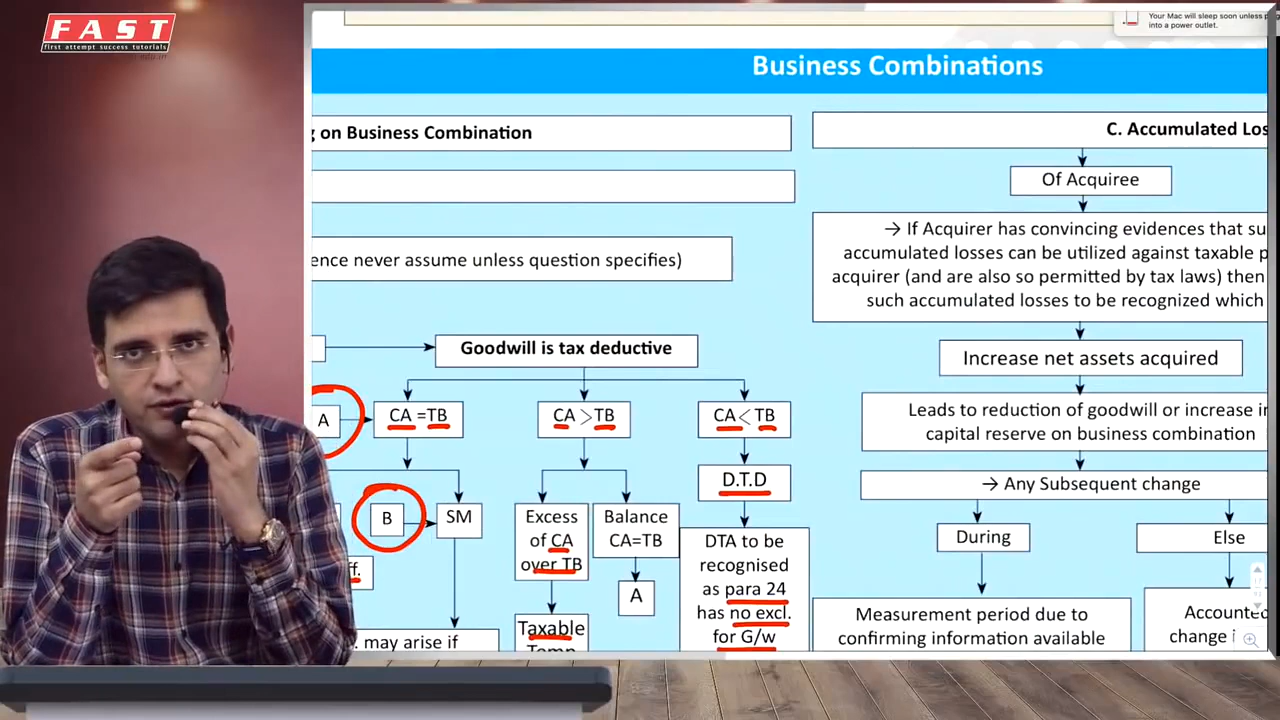 FAST
first attempt success tutorials
Your Mac will sleep soon unless
into a power outlet.
Business Combinations
on Business Combination
C. Accumulated Los
Of Acquiree
→ If Acquirer has convincing evidences that su
accumulated losses can be utilized against taxable p
acquirer (and are also so permitted by tax laws) then
such accumulated losses to be recognized which
ence never assume unless question specifies)
Goodwill is tax deductive
Increase net assets acquired
A
CA =TB
CA >TB
CA < TB
Leads to reduction of goodwill or increase in
capital reserve on business combination
D.T.D
→ Any Subsequent change
B
SM
Excess
of CA
over TB
Balance
CA=TB
DTA to be
recognised
as para 24
has no excl.
for G/w
During
Else
A
ff.
Taxable
Temp
. may arise if
Measurement period due to
confirming information available
Accounted
change i